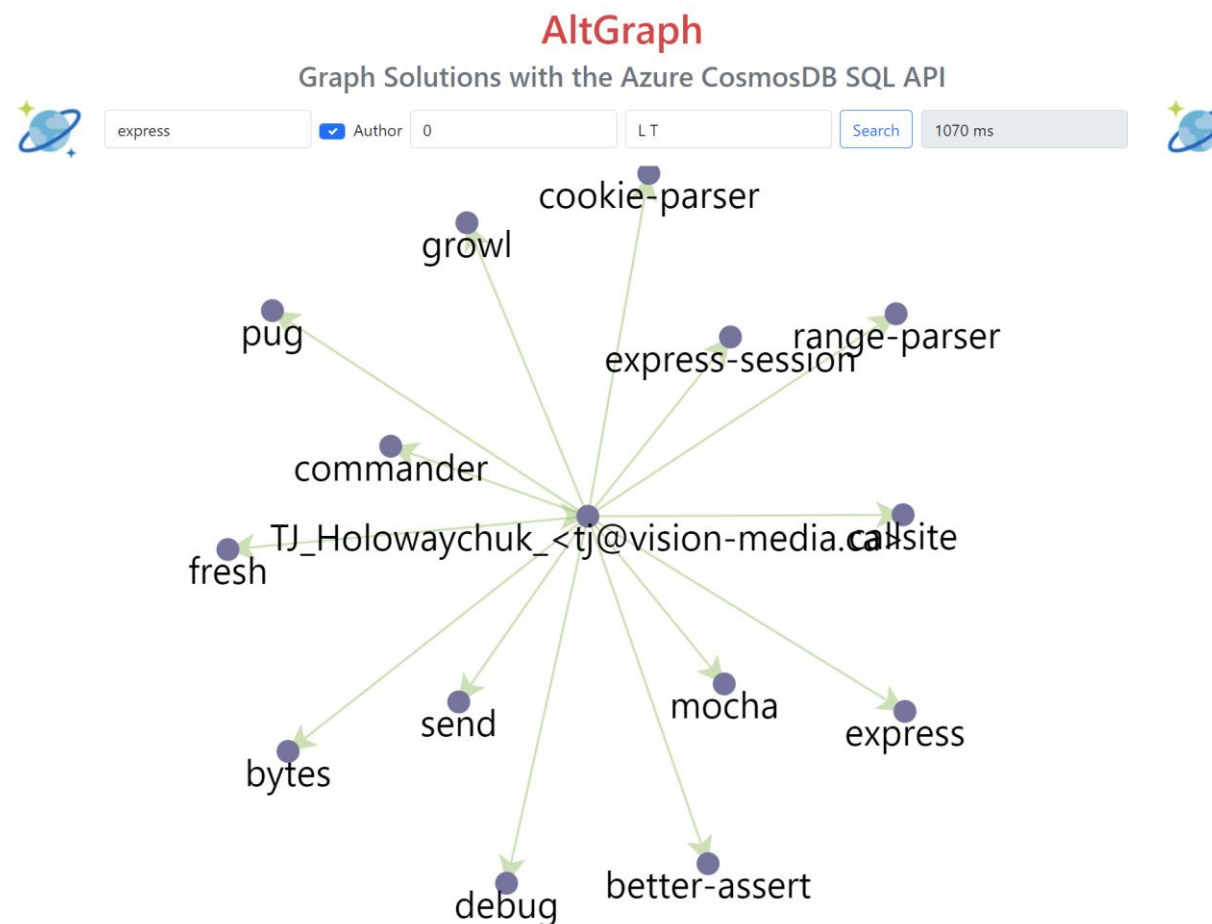 AltGraph
Graph Solutions with the Azure CosmosDB SQL API
express Author 0 L T Search 1070 ms
cookie-parser
growl
pug
range-parser
express-session
commander
TJ_Holowaychuk_<tj@vision-media.ca>
callsite
fresh
mocha
send
express
bytes
better-assert
debug